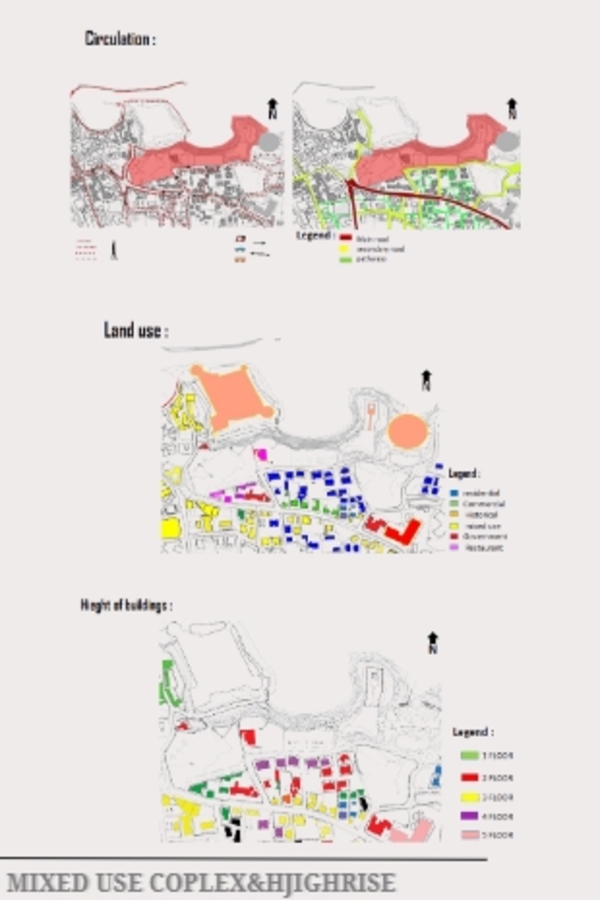 Circulation :
N
N
Legend :
Main road
secondary road
pathways
Land use :
N
Legend :
residential
Commercial
Historical
mixed use
Government
Restaurant
Hieght of buildings :
N
Legend :
1 FLOOR
2 FLOOR
3 FLOOR
4 FLOOR
5 FLOOR
MIXED USE COPLEX&HJIGHRISE